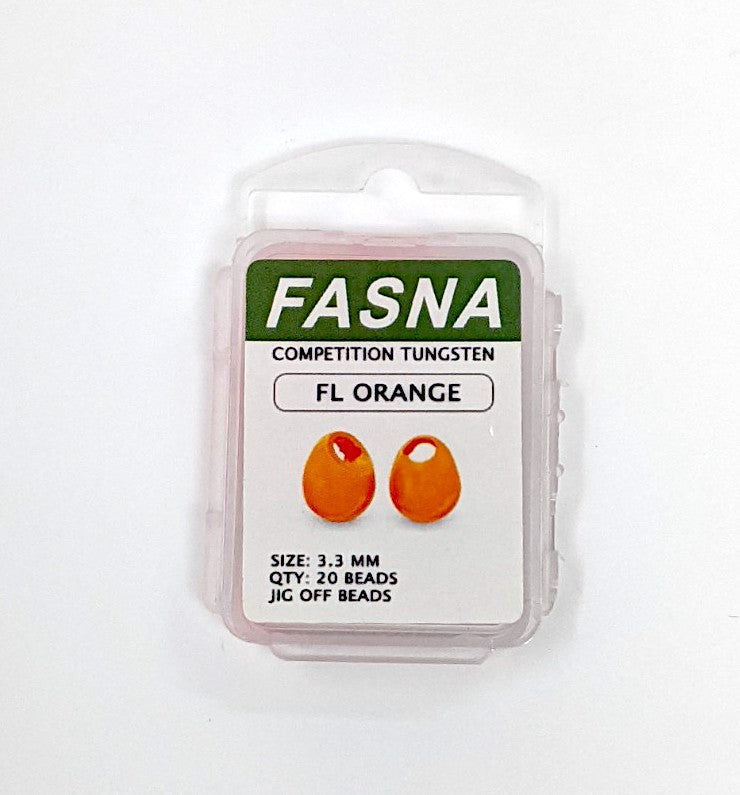 FASNA
COMPETITION TUNGSTEN
FL ORANGE
SIZE: 3.3 MM
QTY: 20 BEADS
JIG OFF BEADS